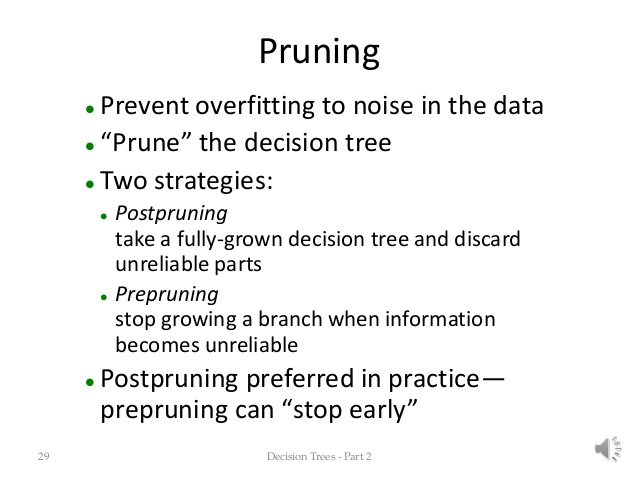 Pruning
● Prevent overfitting to noise in the data
● “Prune” the decision tree
● Two strategies:
● Postpruning
take a fully-grown decision tree and discard
unreliable parts
● Prepruning
stop growing a branch when information
becomes unreliable
● Postpruning preferred in practice—
prepruning can “stop early”
29 Decision Trees - Part 2